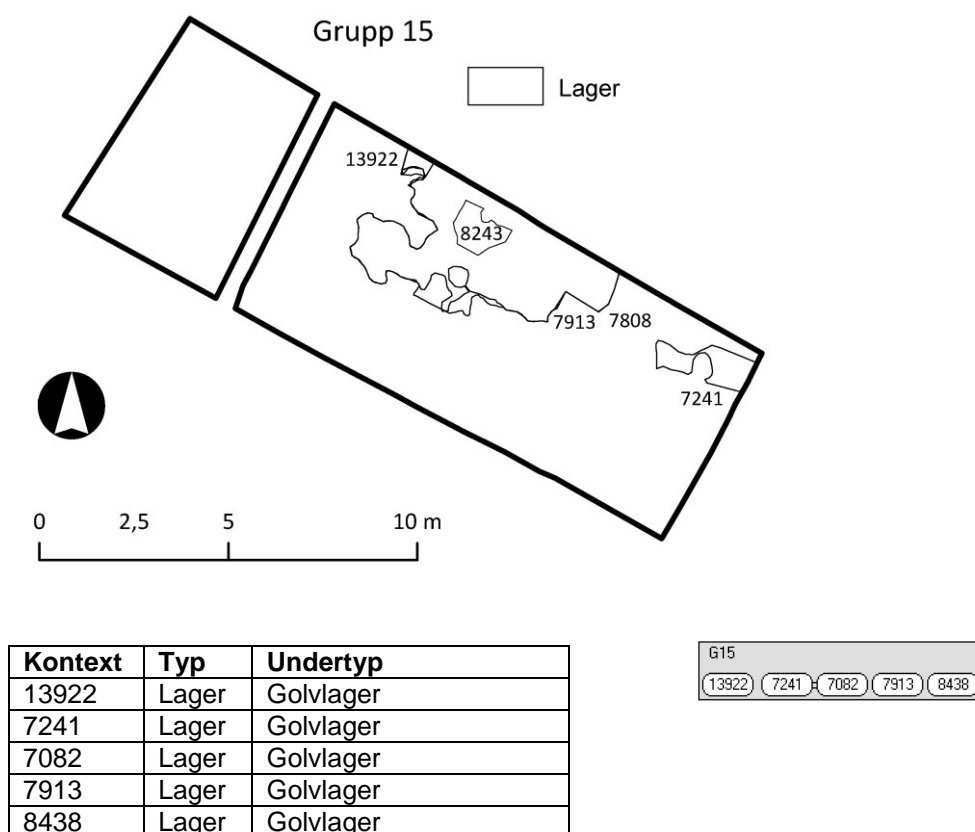 Grupp 15
Lager
13922
8243
7913
7808
7241
0 2,5 5 10 m
Kontext Typ Undertyp
13922 Lager Golvlager
7241 Lager Golvlager
7082 Lager Golvlager
7913 Lager Golvlager
8438 Lager Golvlager
G15
13922 7241 7082 7913 8438